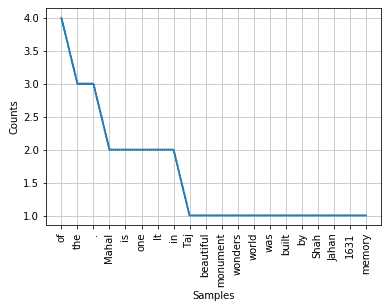 4.0
3.5
3.0
2.5
2.0
1.5
1.0
Counts
of
the
.
Mahal
is
one
It
in
Taj
beautiful
monument
wonders
world
was
built
by
Shah
Jahan
1631
memory
Samples